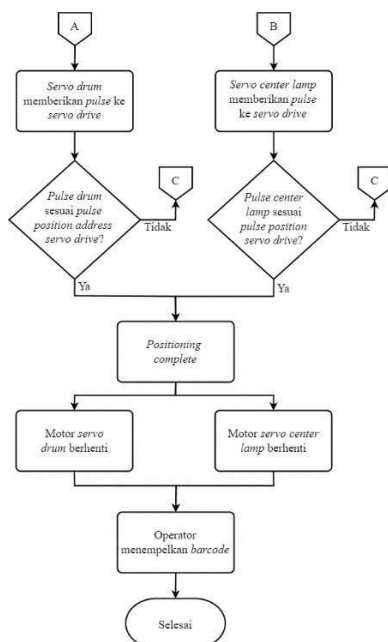 A
B
Servo drum
memberikan pulse ke
servo drive
Servo center lamp
memberikan pulse
ke servo drive
C
C
Pulse drum
sesuai pulse
position address
servo drive?
Tidak
Pulse center
lamp sesuai
pulse position
servo drive?
Tidak
Ya
Ya
Positioning
complete
Motor servo
drum berhenti
Motor servo center
lamp berhenti
Operator
menempelkan barcode
Selesai